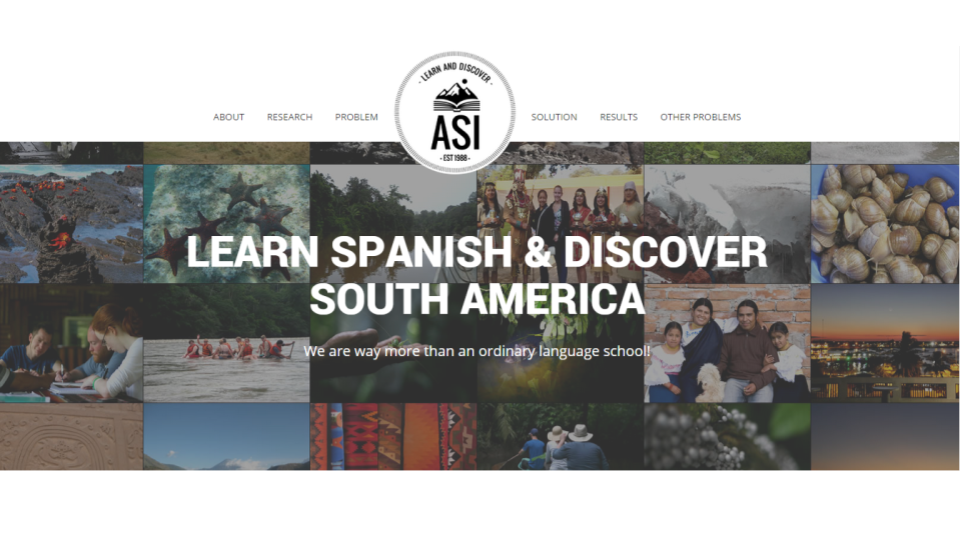 · LEARN AND DISCOVER ·
ASI
· EST 1988 ·
ABOUT
RESEARCH
PROBLEM
SOLUTION
RESULTS
OTHER PROBLEMS
LEARN SPANISH & DISCOVER
SOUTH AMERICA
We are way more than an ordinary language school!